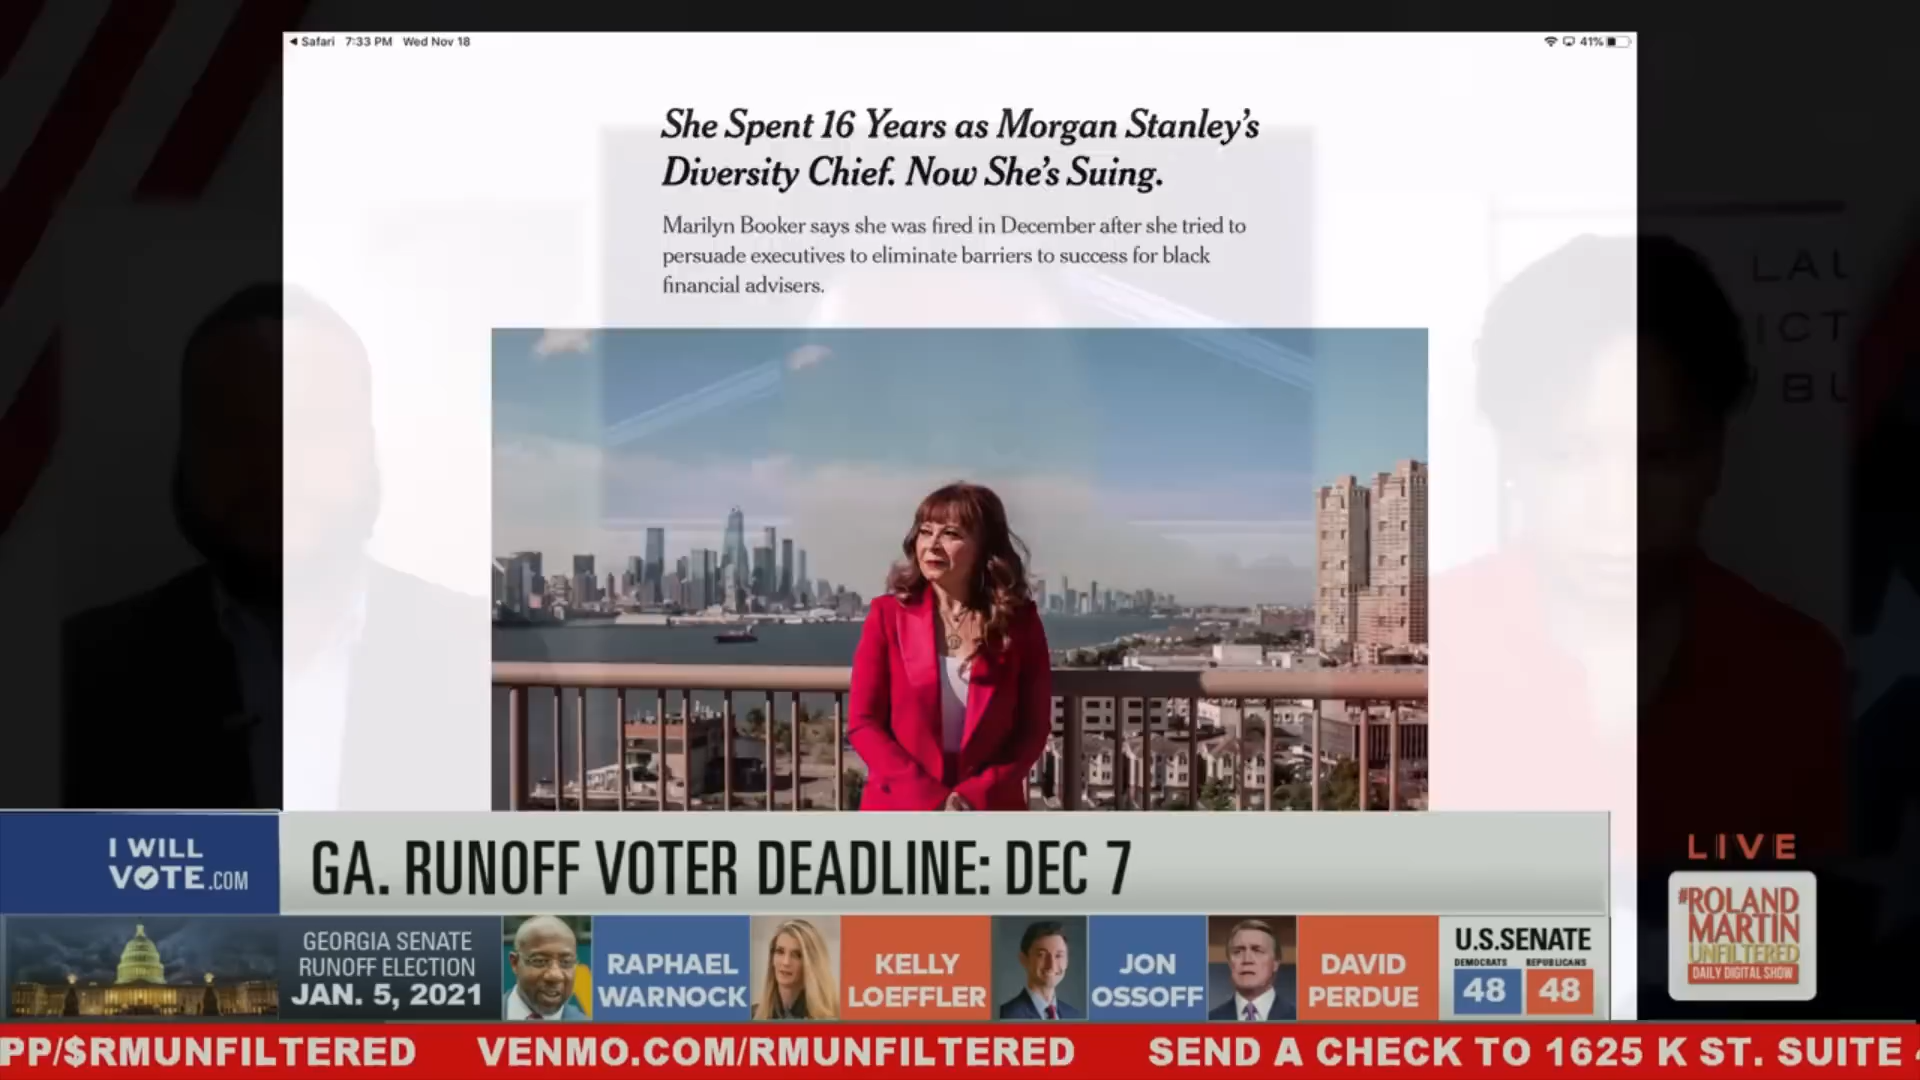 Safari 7:33 PM Wed Nov 18
41%
She Spent 16 Years as Morgan Stanley's
Diversity Chief. Now She's Suing.
Marilyn Booker says she was fired in December after she tried to
persuade executives to eliminate barriers to success for black
financial advisers.
LAU
ICT
BL
I WILL
VOTE.COM
GA. RUNOFF VOTER DEADLINE: DEC 7
LIVE
#ROLAND
MARTIN
UNFILTERED
DAILY DIGITAL SHOW
GEORGIA SENATE
RUNOFF ELECTION
JAN. 5, 2021
RAPHAEL
WARNOCK
KELLY
LOEFFLER
JON
OSSOFF
DAVID
PERDUE
U.S.SENATE
DEMOCRATS REPUBLICANS
48 48
PP/$RMUNFILTERED VENMO.COM/RMUNFILTERED SEND A CHECK TO 1625 K ST. SUITE